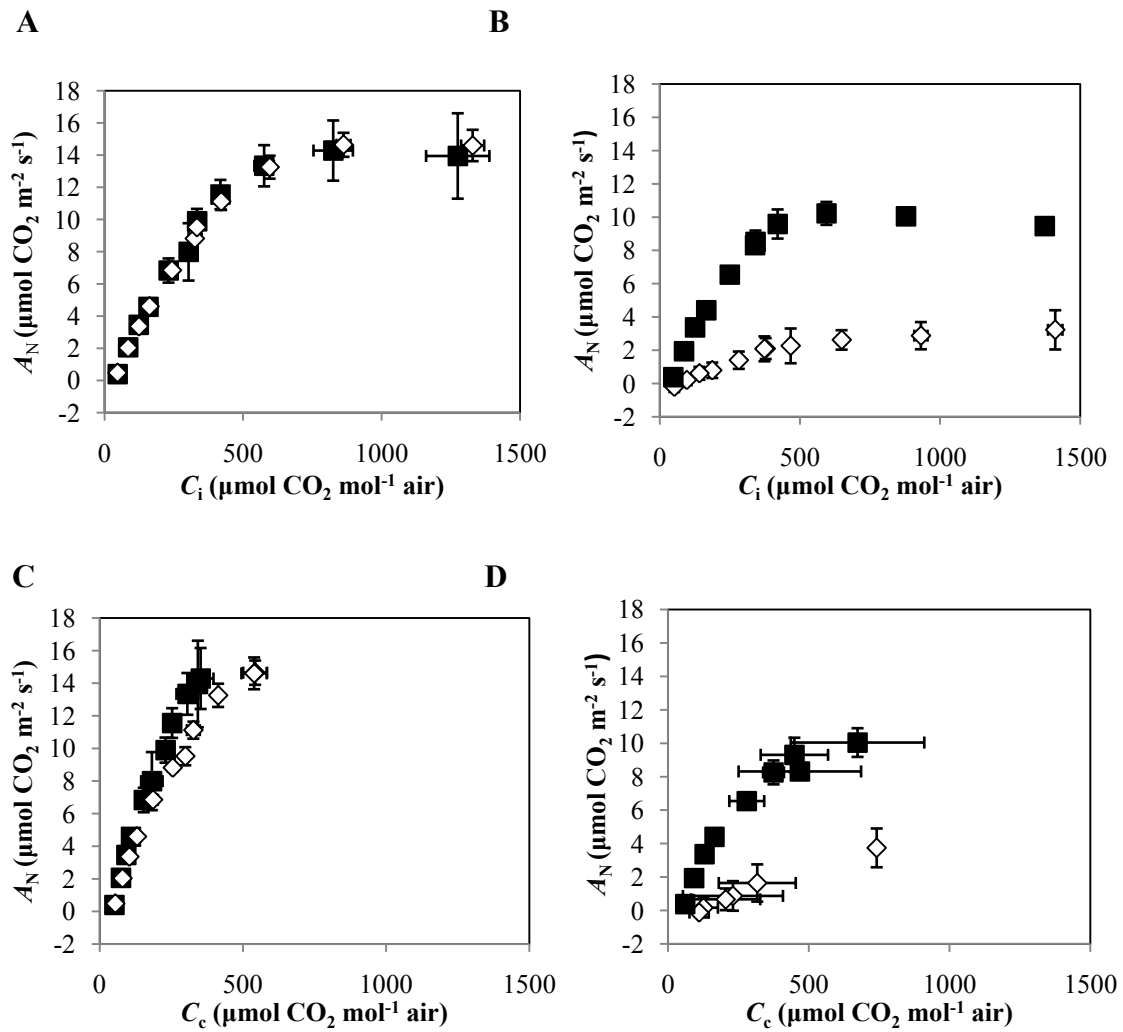 A
B
18
16
14
12
10
8
6
4
2
0
-2
A_N (µmol CO₂ m⁻² s⁻¹)
0 500 1000 1500
C_i (µmol CO₂ mol⁻¹ air)
18
16
14
12
10
8
6
4
2
0
-2
A_N (µmol CO₂ m⁻² s⁻¹)
0 500 1000 1500
C_i (µmol CO₂ mol⁻¹ air)
C
D
18
16
14
12
10
8
6
4
2
0
-2
A_N (µmol CO₂ m⁻² s⁻¹)
0 500 1000 1500
C_c (µmol CO₂ mol⁻¹ air)
18
16
14
12
10
8
6
4
2
0
-2
A_N (µmol CO₂ m⁻² s⁻¹)
0 500 1000 1500
C_c (µmol CO₂ mol⁻¹ air)